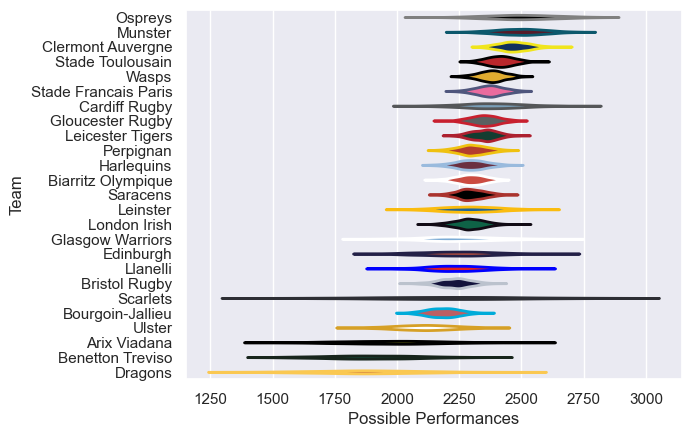 Ospreys
Munster
Clermont Auvergne
Stade Toulousain
Wasps
Stade Francais Paris
Cardiff Rugby
Gloucester Rugby
Leicester Tigers
Perpignan
Harlequins
Biarritz Olympique
Saracens
Leinster
London Irish
Glasgow Warriors
Edinburgh
Llanelli
Bristol Rugby
Scarlets
Bourgoin-Jallieu
Ulster
Arix Viadana
Benetton Treviso
Dragons
Team
1250 1500 1750 2000 2250 2500 2750 3000
Possible Performances